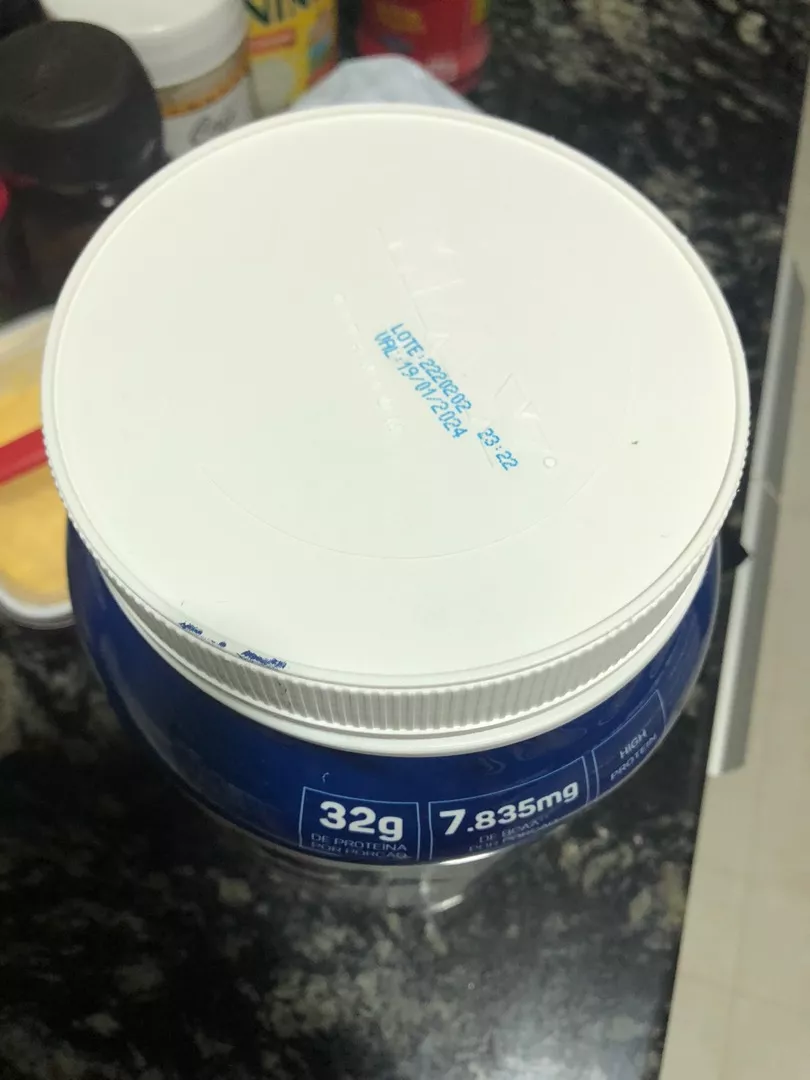 LOTE:2220202 23:22
VAL:19/01/2024
32g
DE PROTEÍNA
POR PORÇÃO
7.835mg
DE BCAA
POR PORÇÃO
HIGH
PROTEIN